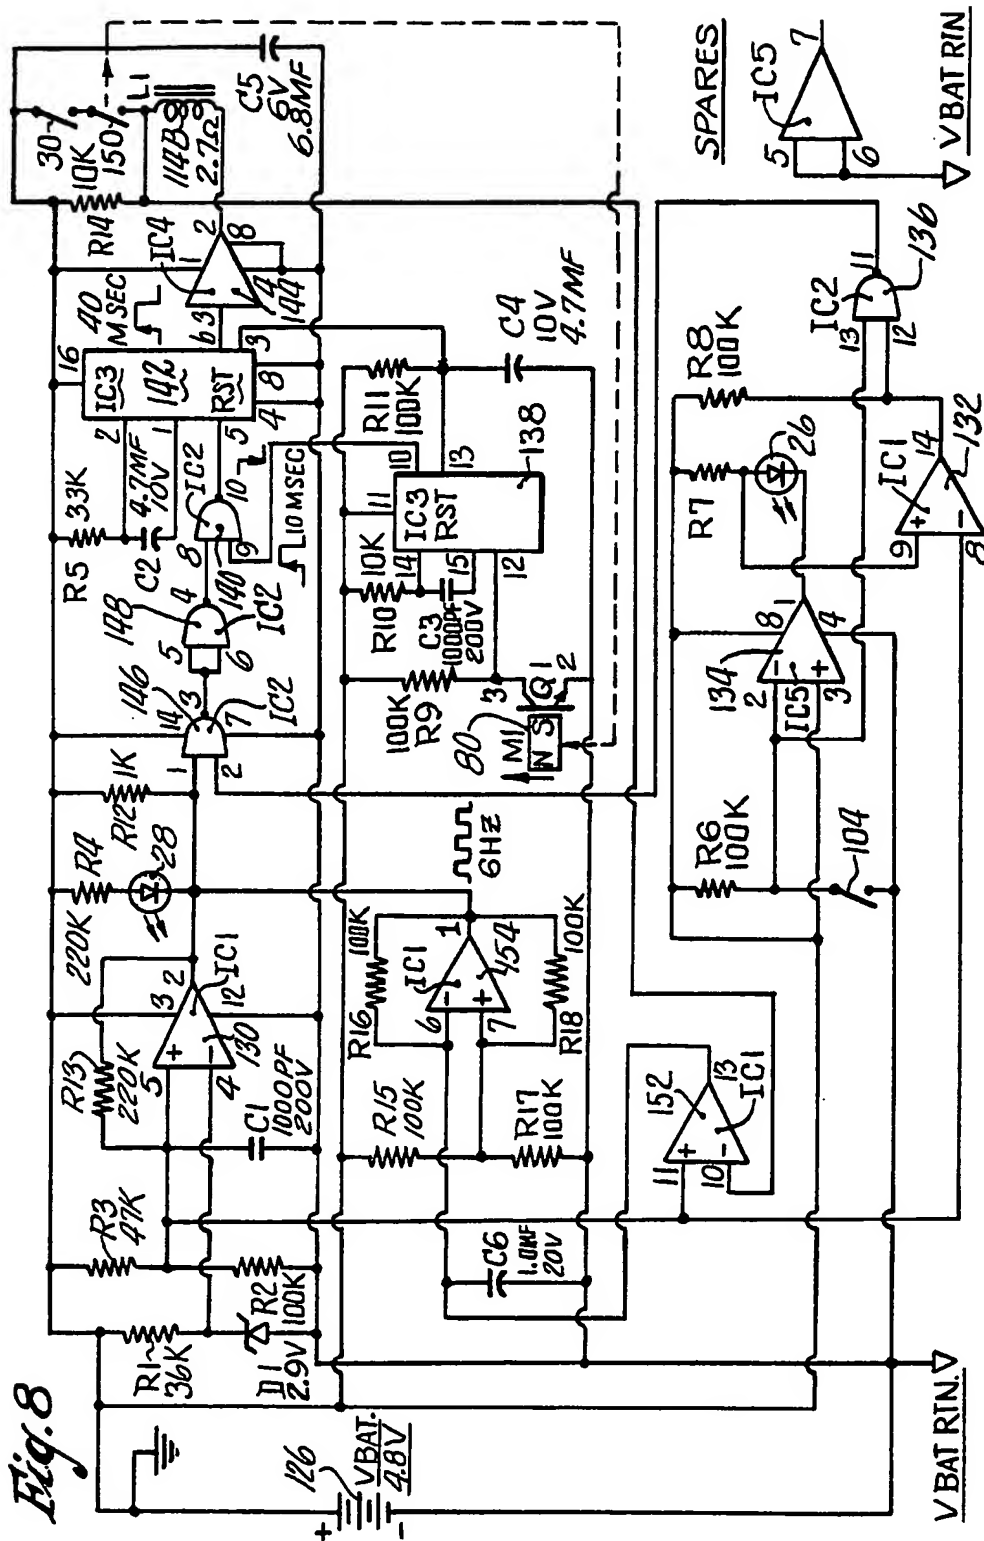 Fig. 8
126
+
-
VBAT.
4.8V
R1
36K
D1
2.9V
R2
100K
R3
47K
R13
220K
5
4
+
-
3
2
12
IC1
130
C1
1000PF
200V
R4
220K
28
R12
1K
1
2
14
146
3
7
IC2
148
5
6
4
IC2
R5
33K
C2
4.7MF
10V
8
9
140
IC2
10
10 MSEC
2
1
5
16
IC3
142
RST
4
8
3
6
40
M SEC
b3
1
IC4
2
8
4
144
R14
10K
30
150
L1
114B
2.7Ω
C5
6V
6.8MF
C6
1.0MF
20V
R15
100K
R17
100K
R16
100K
6
7
-
+
IC1
1
454
R18
100K
6HZ
R9
100K
80
M1
N S
3
Q1
2
R10
10K
C3
1000PF
200V
14
15
12
11
IC3
RST
10
13
138
R11
100K
C4
10V
4.7MF
152
11
10
+
-
13
IC1
R6
100K
104
134
2
3
-
+
IC5
8
1
4
R7
26
R8
100K
9
8
+
-
IC1
14
132
IC2
13
12
11
136
SPARES
5
6
IC5
7
V BAT RIN
V BAT RTN.